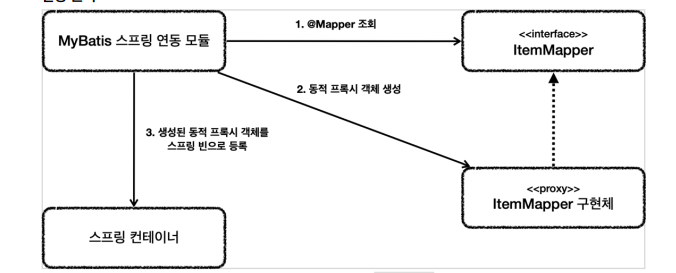 MyBatis 스프링 연동 모듈
1. @Mapper 조회
<<interface>>
ItemMapper
2. 동적 프록시 객체 생성
3. 생성된 동적 프록시 객체를
스프링 빈으로 등록
<<proxy>>
ItemMapper 구현체
스프링 컨테이너